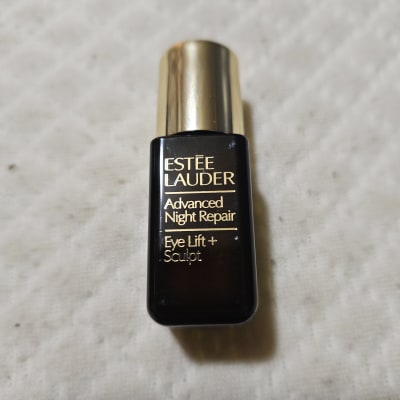 ESTĒE
LAUDER
Advanced
Night Repair
Eye Lift +
Sculpt